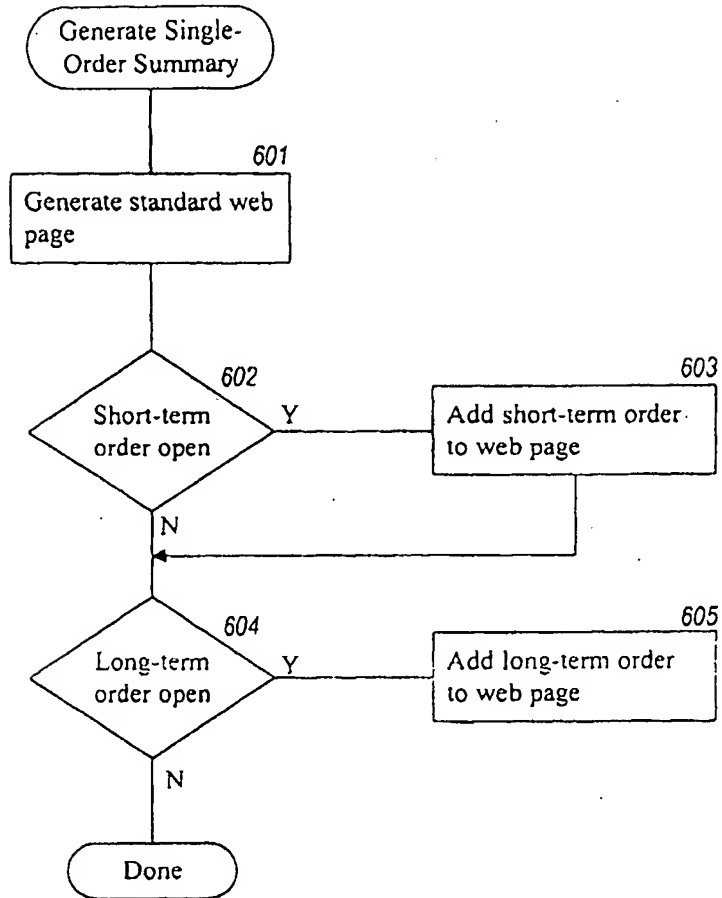 Generate Single-
Order Summary
601
Generate standard web
page
602
Short-term
order open
Y
N
603
Add short-term order
to web page
604
Long-term
order open
Y
N
605
Add long-term order
to web page
Done